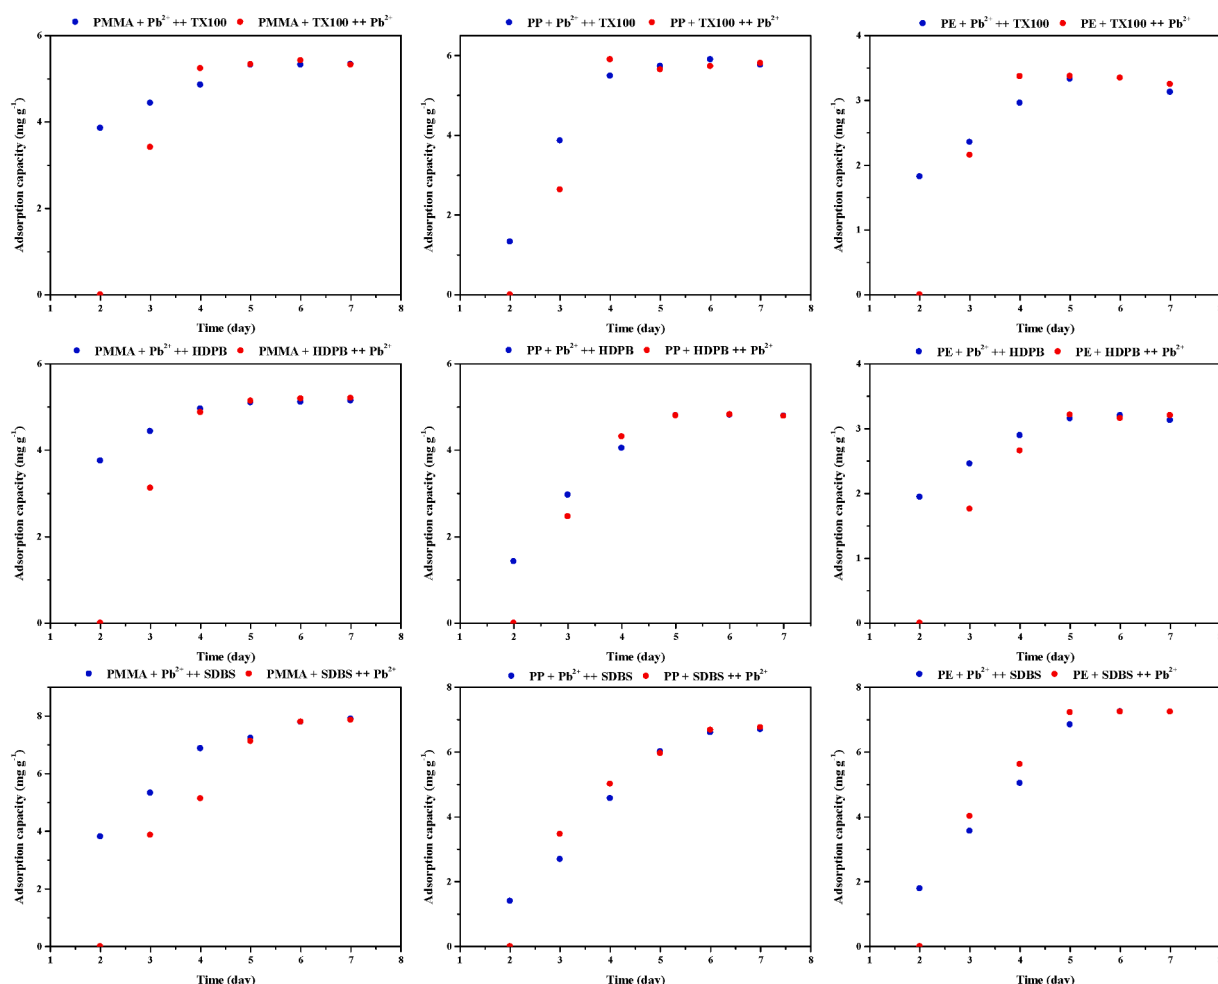 PMMA + Pb²⁺ ++ TX100 PMMA + TX100 ++ Pb²⁺
6
4
2
0
Adsorption capacity (mg g⁻¹)
1 2 3 4 5 6 7 8
Time (day)
PP + Pb²⁺ ++ TX100 PP + TX100 ++ Pb²⁺
6
4
2
0
Adsorption capacity (mg g⁻¹)
1 2 3 4 5 6 7 8
Time (day)
PE + Pb²⁺ ++ TX100 PE + TX100 ++ Pb²⁺
4
3
2
1
0
Adsorption capacity (mg g⁻¹)
1 2 3 4 5 6 7
Time (day)
PMMA + Pb²⁺ ++ HDPB PMMA + HDPB ++ Pb²⁺
6
4
2
0
Adsorption capacity (mg g⁻¹)
1 2 3 4 5 6 7 8
Time (day)
PP + Pb²⁺ ++ HDPB PP + HDPB ++ Pb²⁺
6
4
2
0
Adsorption capacity (mg g⁻¹)
1 2 3 4 5 6 7
Time (day)
PE + Pb²⁺ ++ HDPB PE + HDPB ++ Pb²⁺
4
3
2
1
0
Adsorption capacity (mg g⁻¹)
1 2 3 4 5 6 7
Time (day)
PMMA + Pb²⁺ ++ SDBS PMMA + SDBS ++ Pb²⁺
8
6
4
2
0
Adsorption capacity (mg g⁻¹)
1 2 3 4 5 6 7 8
Time (day)
PP + Pb²⁺ ++ SDBS PP + SDBS ++ Pb²⁺
8
6
4
2
0
Adsorption capacity (mg g⁻¹)
1 2 3 4 5 6 7 8
Time (day)
PE + Pb²⁺ ++ SDBS PE + SDBS ++ Pb²⁺
8
6
4
2
0
Adsorption capacity (mg g⁻¹)
1 2 3 4 5 6 7
Time (day)